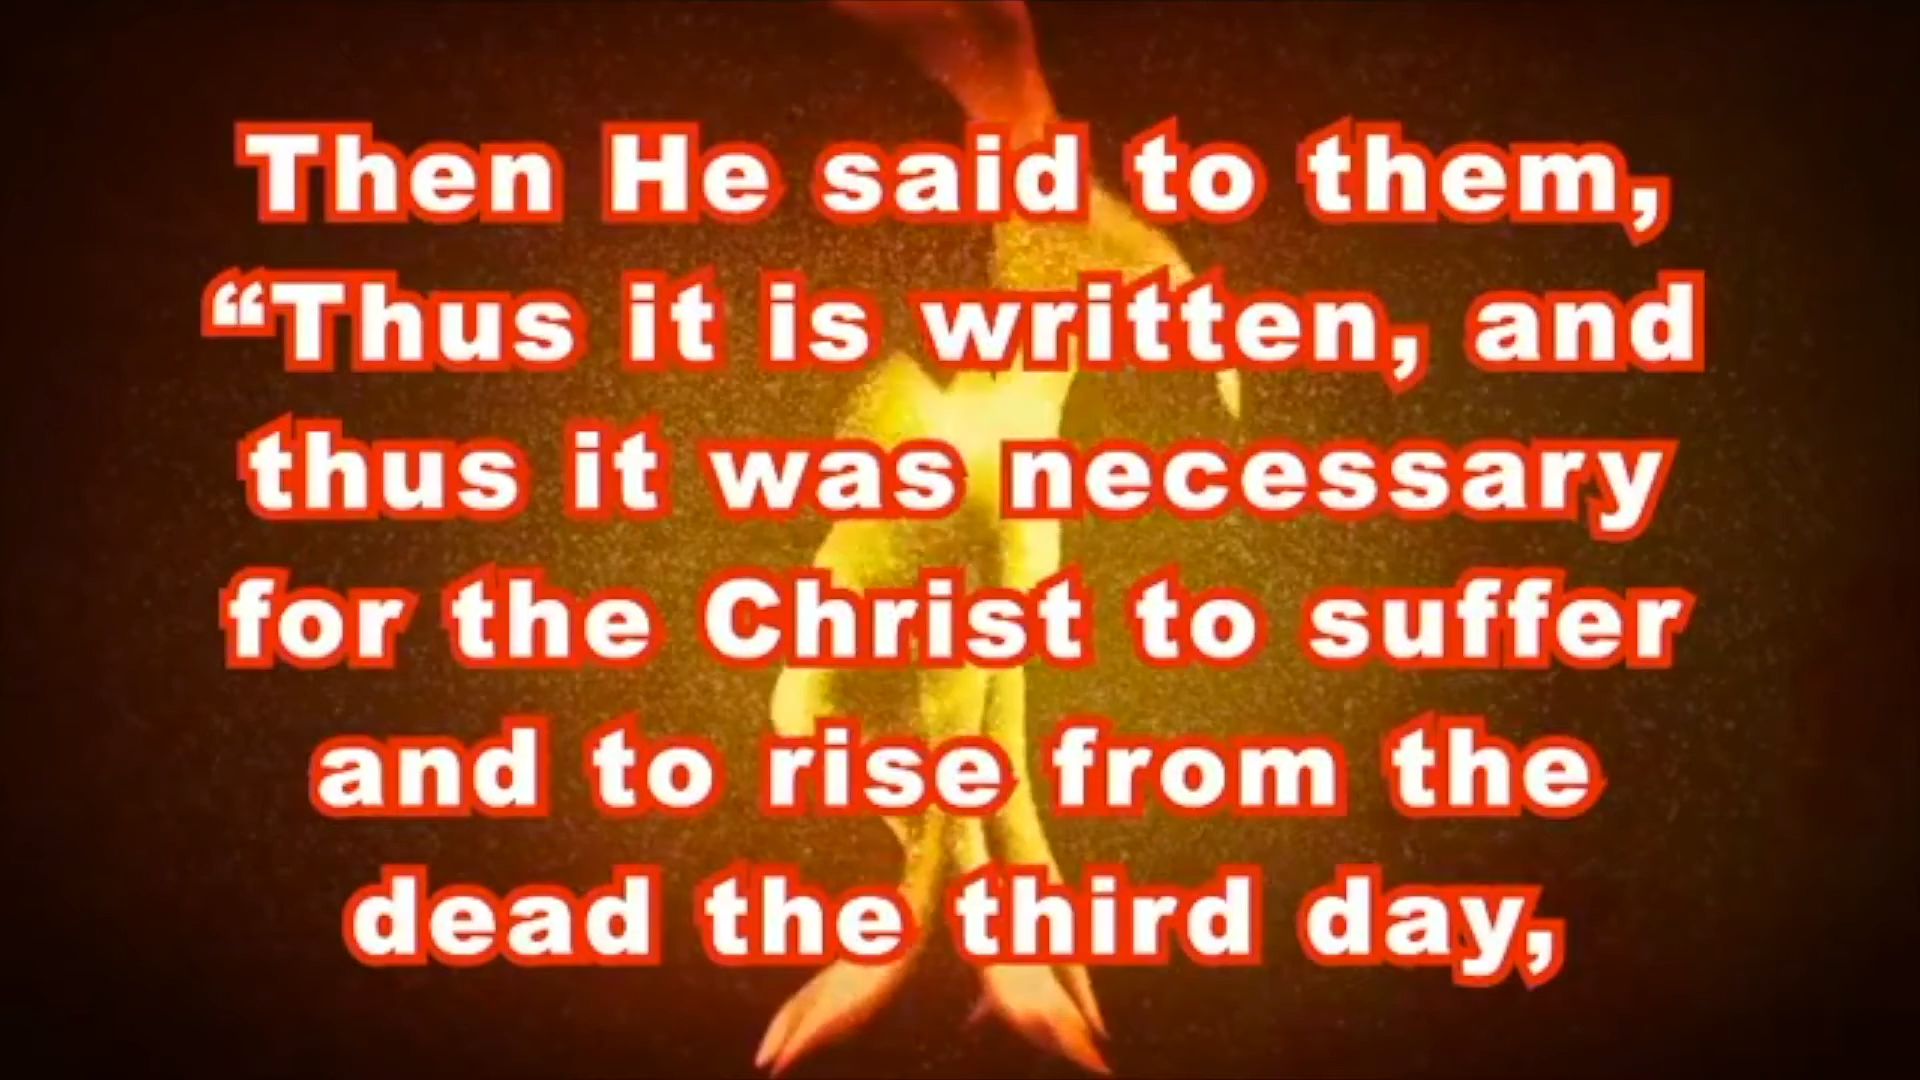 Then He said to them,
“Thus it is written, and
thus it was necessary
for the Christ to suffer
and to rise from the
dead the third day,